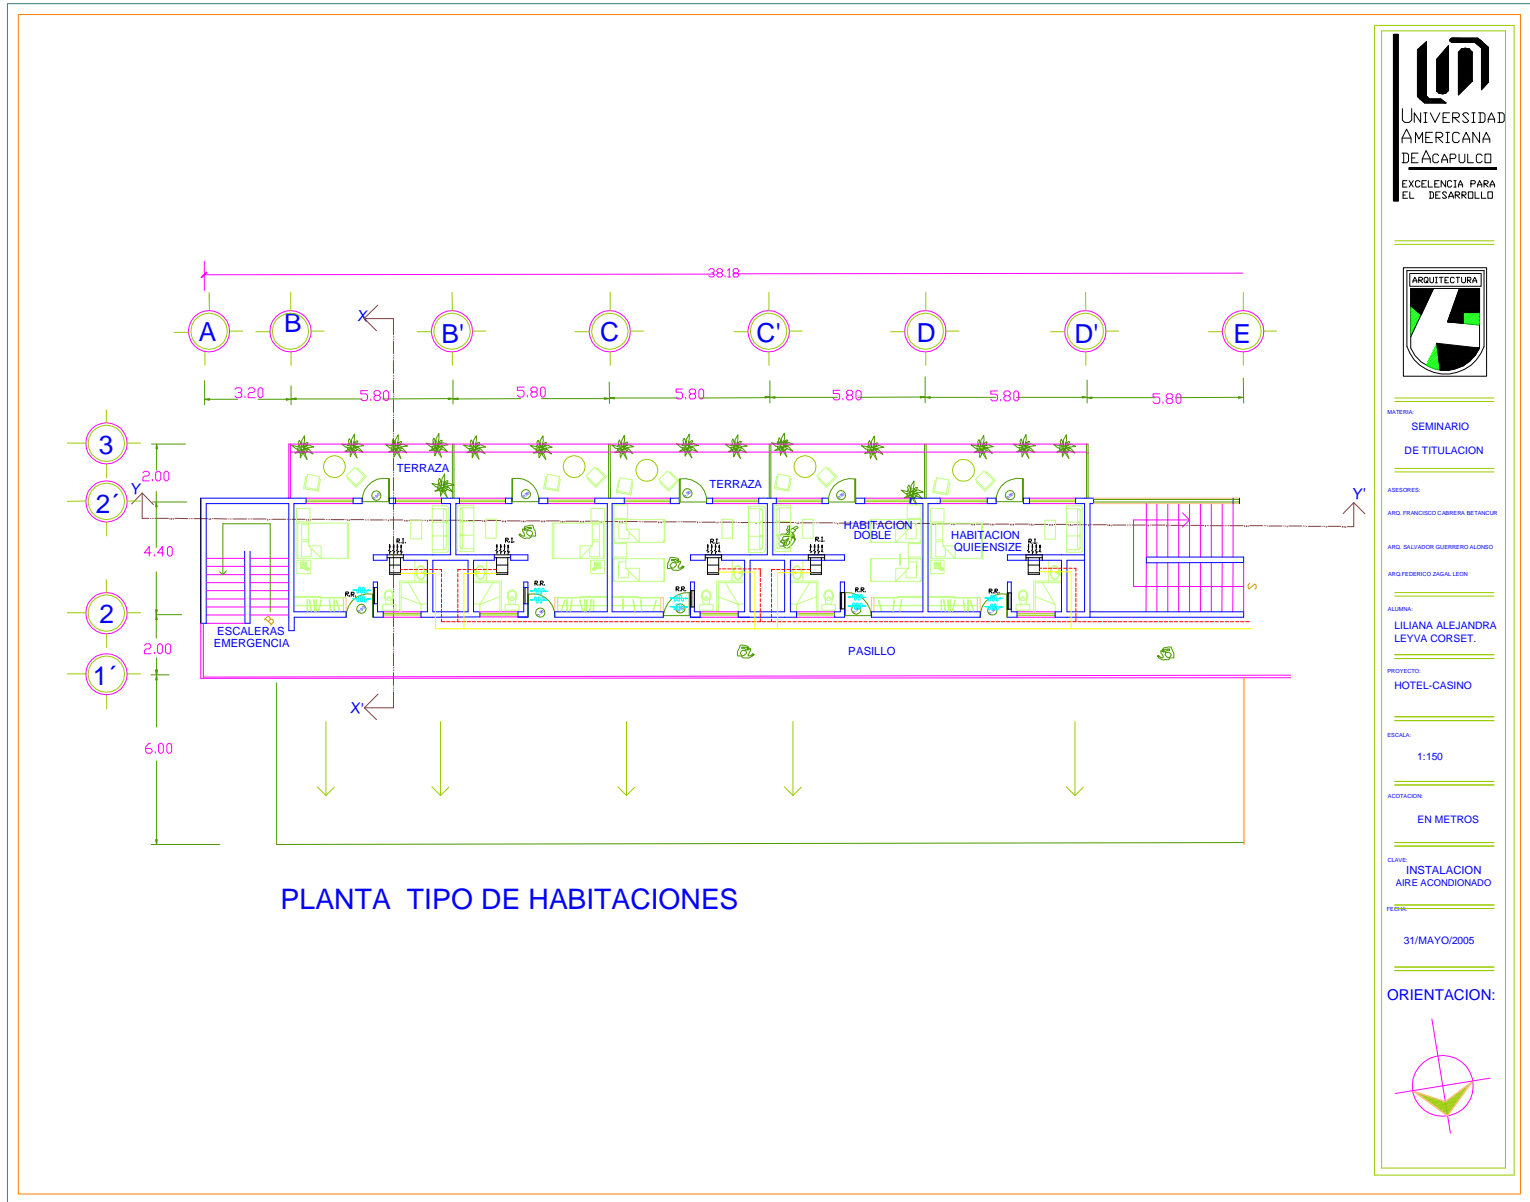 38.18
X
A
B
B'
C
C'
D
D'
E
3.20
5.80
5.80
5.80
5.80
5.80
5.80
3
2.00
TERRAZA
TERRAZA
Y
2´
Y'
HABITACION
DOBLE
HABITACION
QUIEENSIZE
R.I.
R.I.
R.I.
R.I.
R.I.
4.40
R.R.
R.R.
R.R.
R.R.
R.R.
S
2
B
ESCALERAS
EMERGENCIA
2.00
PASILLO
1´
X'
6.00
PLANTA TIPO DE HABITACIONES
UNIVERSIDAD
AMERICANA
DE ACAPULCO
EXCELENCIA PARA
EL DESARROLLO
ARQUITECTURA
MATERIA:
SEMINARIO
DE TITULACION
ASESORES:
ARQ. FRANCISCO CABRERA BETANCUR
ARQ. SALVADOR GUERRERO ALONSO
ARQ FEDERICO ZAGAL LEON
ALUMNA:
LILIANA ALEJANDRA
LEYVA CORSET.
PROYECTO:
HOTEL-CASINO
ESCALA:
1:150
ACOTACION:
EN METROS
CLAVE:
INSTALACION
AIRE ACONDIONADO
FECHA:
31/MAYO/2005
ORIENTACION: